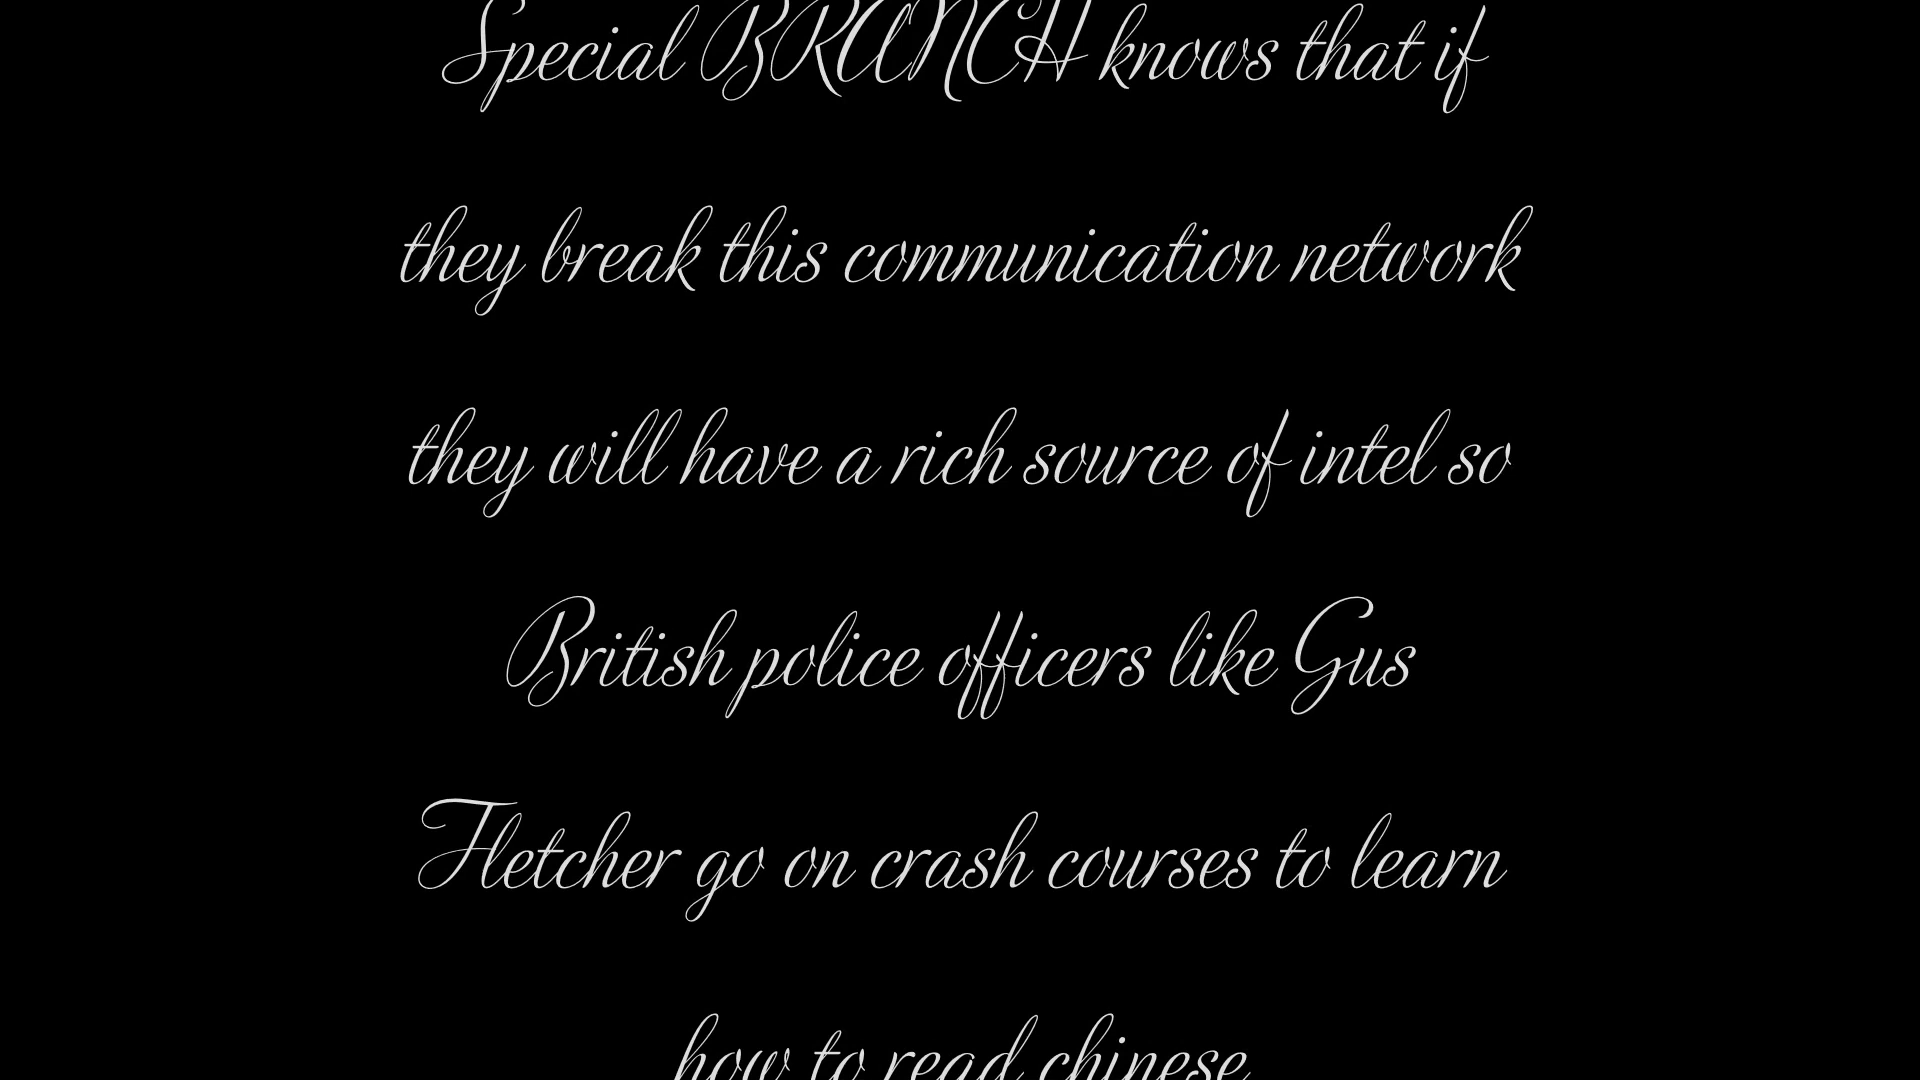 Special BRANCH knows that if
they break this communication network
they will have a rich source of intel so
British police officers like Gus
Fletcher go on crash courses to learn
how to read chinese